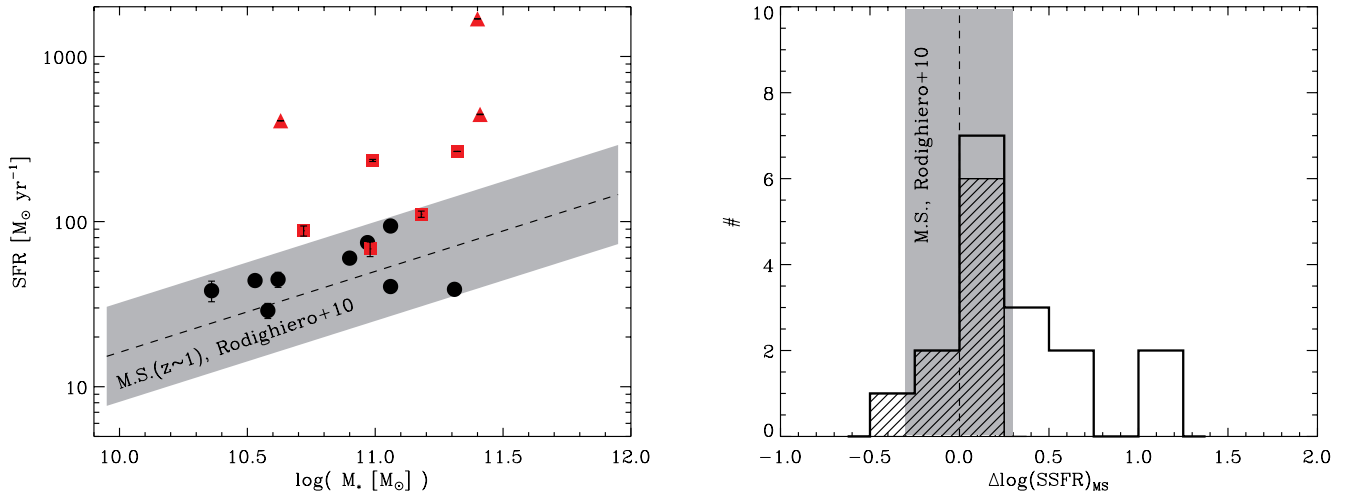 1000
100
10
SFR [M⊙ yr⁻¹]
M.S.(z~1), Rodighiero+10
10.0 10.5 11.0 11.5 12.0
log( M⋆ [M⊙] )
10
8
6
4
2
0
#
M.S., Rodighiero+10
−1.0 −0.5 0.0 0.5 1.0 1.5 2.0
Δlog(SSFR)MS